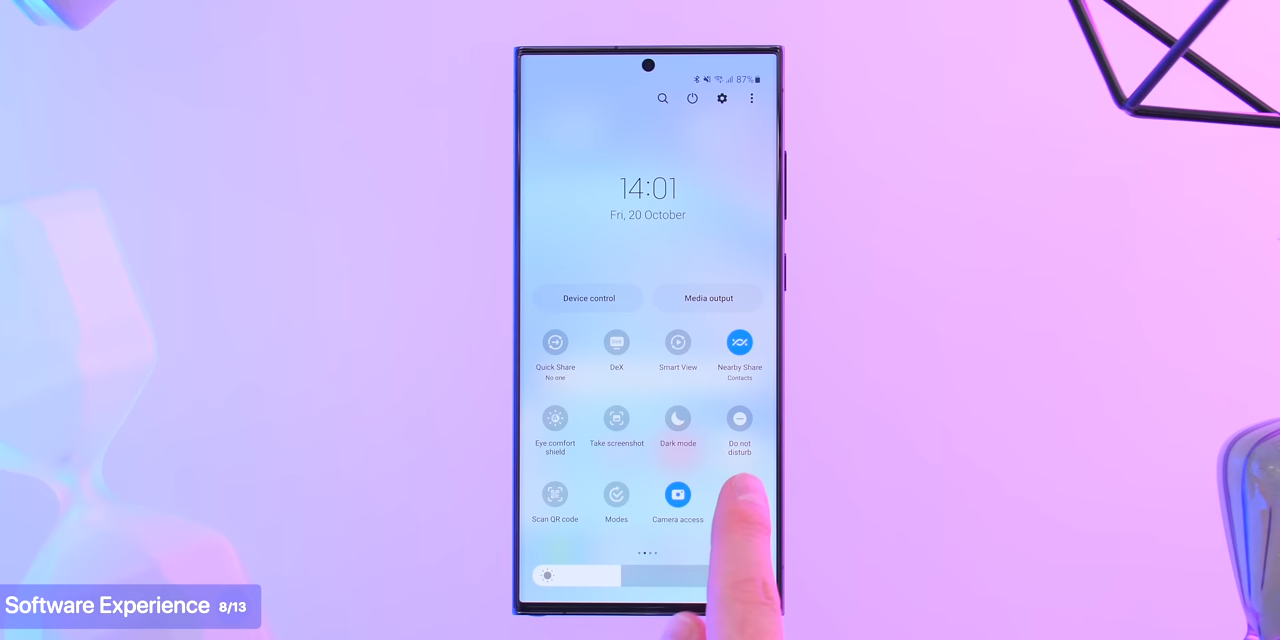 87%
14:01
Fri, 20 October
Device control
Media output
Quick Share
No one
DeX
Smart View
Nearby Share
Contacts
Eye comfort
shield
Take screenshot
Dark mode
Do not
disturb
Scan QR code
Modes
Camera access
Software Experience 8/13